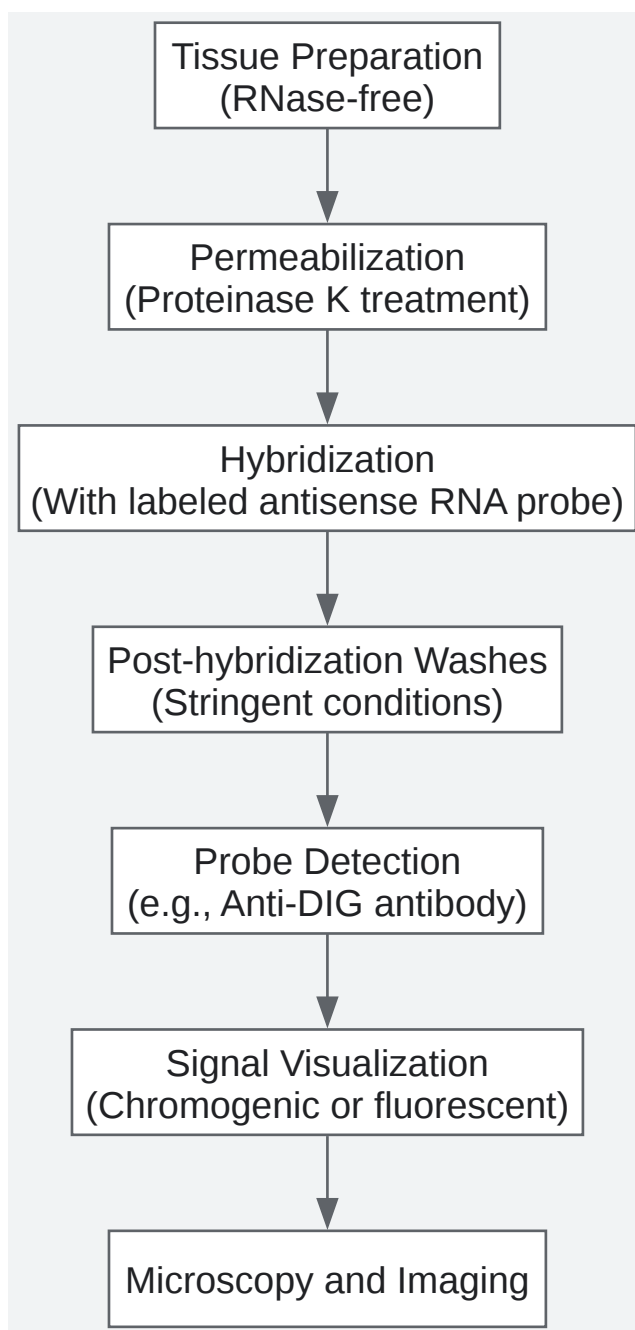 Tissue Preparation
(RNase-free)
Permeabilization
(Proteinase K treatment)
Hybridization
(With labeled antisense RNA probe)
Post-hybridization Washes
(Stringent conditions)
Probe Detection
(e.g., Anti-DIG antibody)
Signal Visualization
(Chromogenic or fluorescent)
Microscopy and Imaging